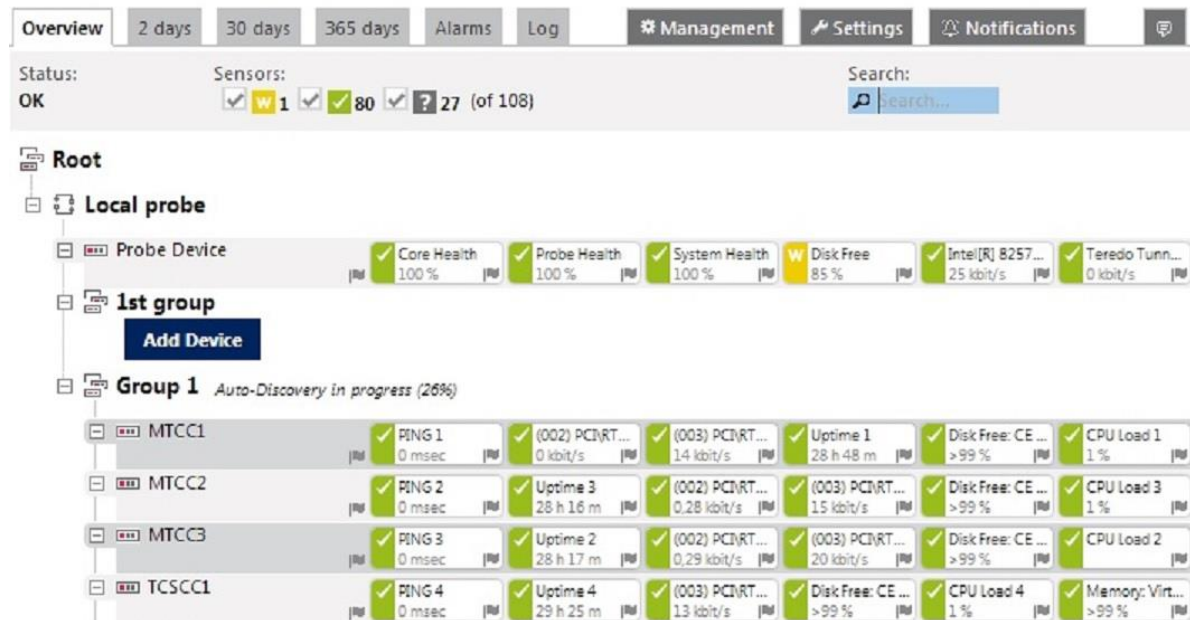 Overview 2 days 30 days 365 days Alarms Log Management Settings Notifications
Status: Sensors: Search:
OK W 1 80 ? 27 (of 108) Search...
Root
Local probe
Probe Device Core Health Probe Health System Health W Disk Free Intel[R] 8257... Teredo Tunn...
100 % 100 % 100 % 85 % 25 kbit/s 0 kbit/s
1st group
Add Device
Group 1 Auto-Discovery in progress (26%)
MTCC1 PING 1 (002) PCI\RT... (003) PCI\RT... Uptime 1 Disk Free: CE ... CPU Load 1
0 msec 0 kbit/s 14 kbit/s 28 h 48 m >99 % 1 %
MTCC2 PING 2 Uptime 3 (002) PCI\RT... (003) PCI\RT... Disk Free: CE ... CPU Load 3
0 msec 28 h 16 m 0,28 kbit/s 15 kbit/s >99 % 1 %
MTCC3 PING 3 Uptime 2 (002) PCI\RT... (003) PCI\RT... Disk Free: CE ... CPU Load 2
0 msec 28 h 17 m 0,29 kbit/s 20 kbit/s >99 %
TCSCC1 PING 4 Uptime 4 (003) PCI\RT... Disk Free: CE ... CPU Load 4 Memory: Virt...
0 msec 29 h 25 m 13 kbit/s >99 % 1 % >99 %